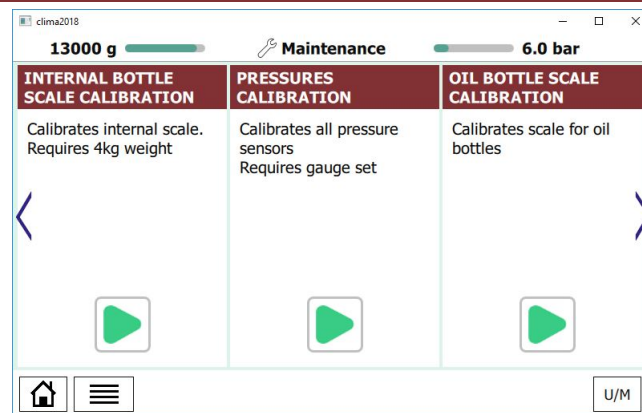 clima2018
13000 g
Maintenance
6.0 bar
INTERNAL BOTTLE
SCALE CALIBRATION
Calibrates internal scale.
Requires 4kg weight
PRESSURES
CALIBRATION
Calibrates all pressure
sensors
Requires gauge set
OIL BOTTLE SCALE
CALIBRATION
Calibrates scale for oil
bottles
U/M